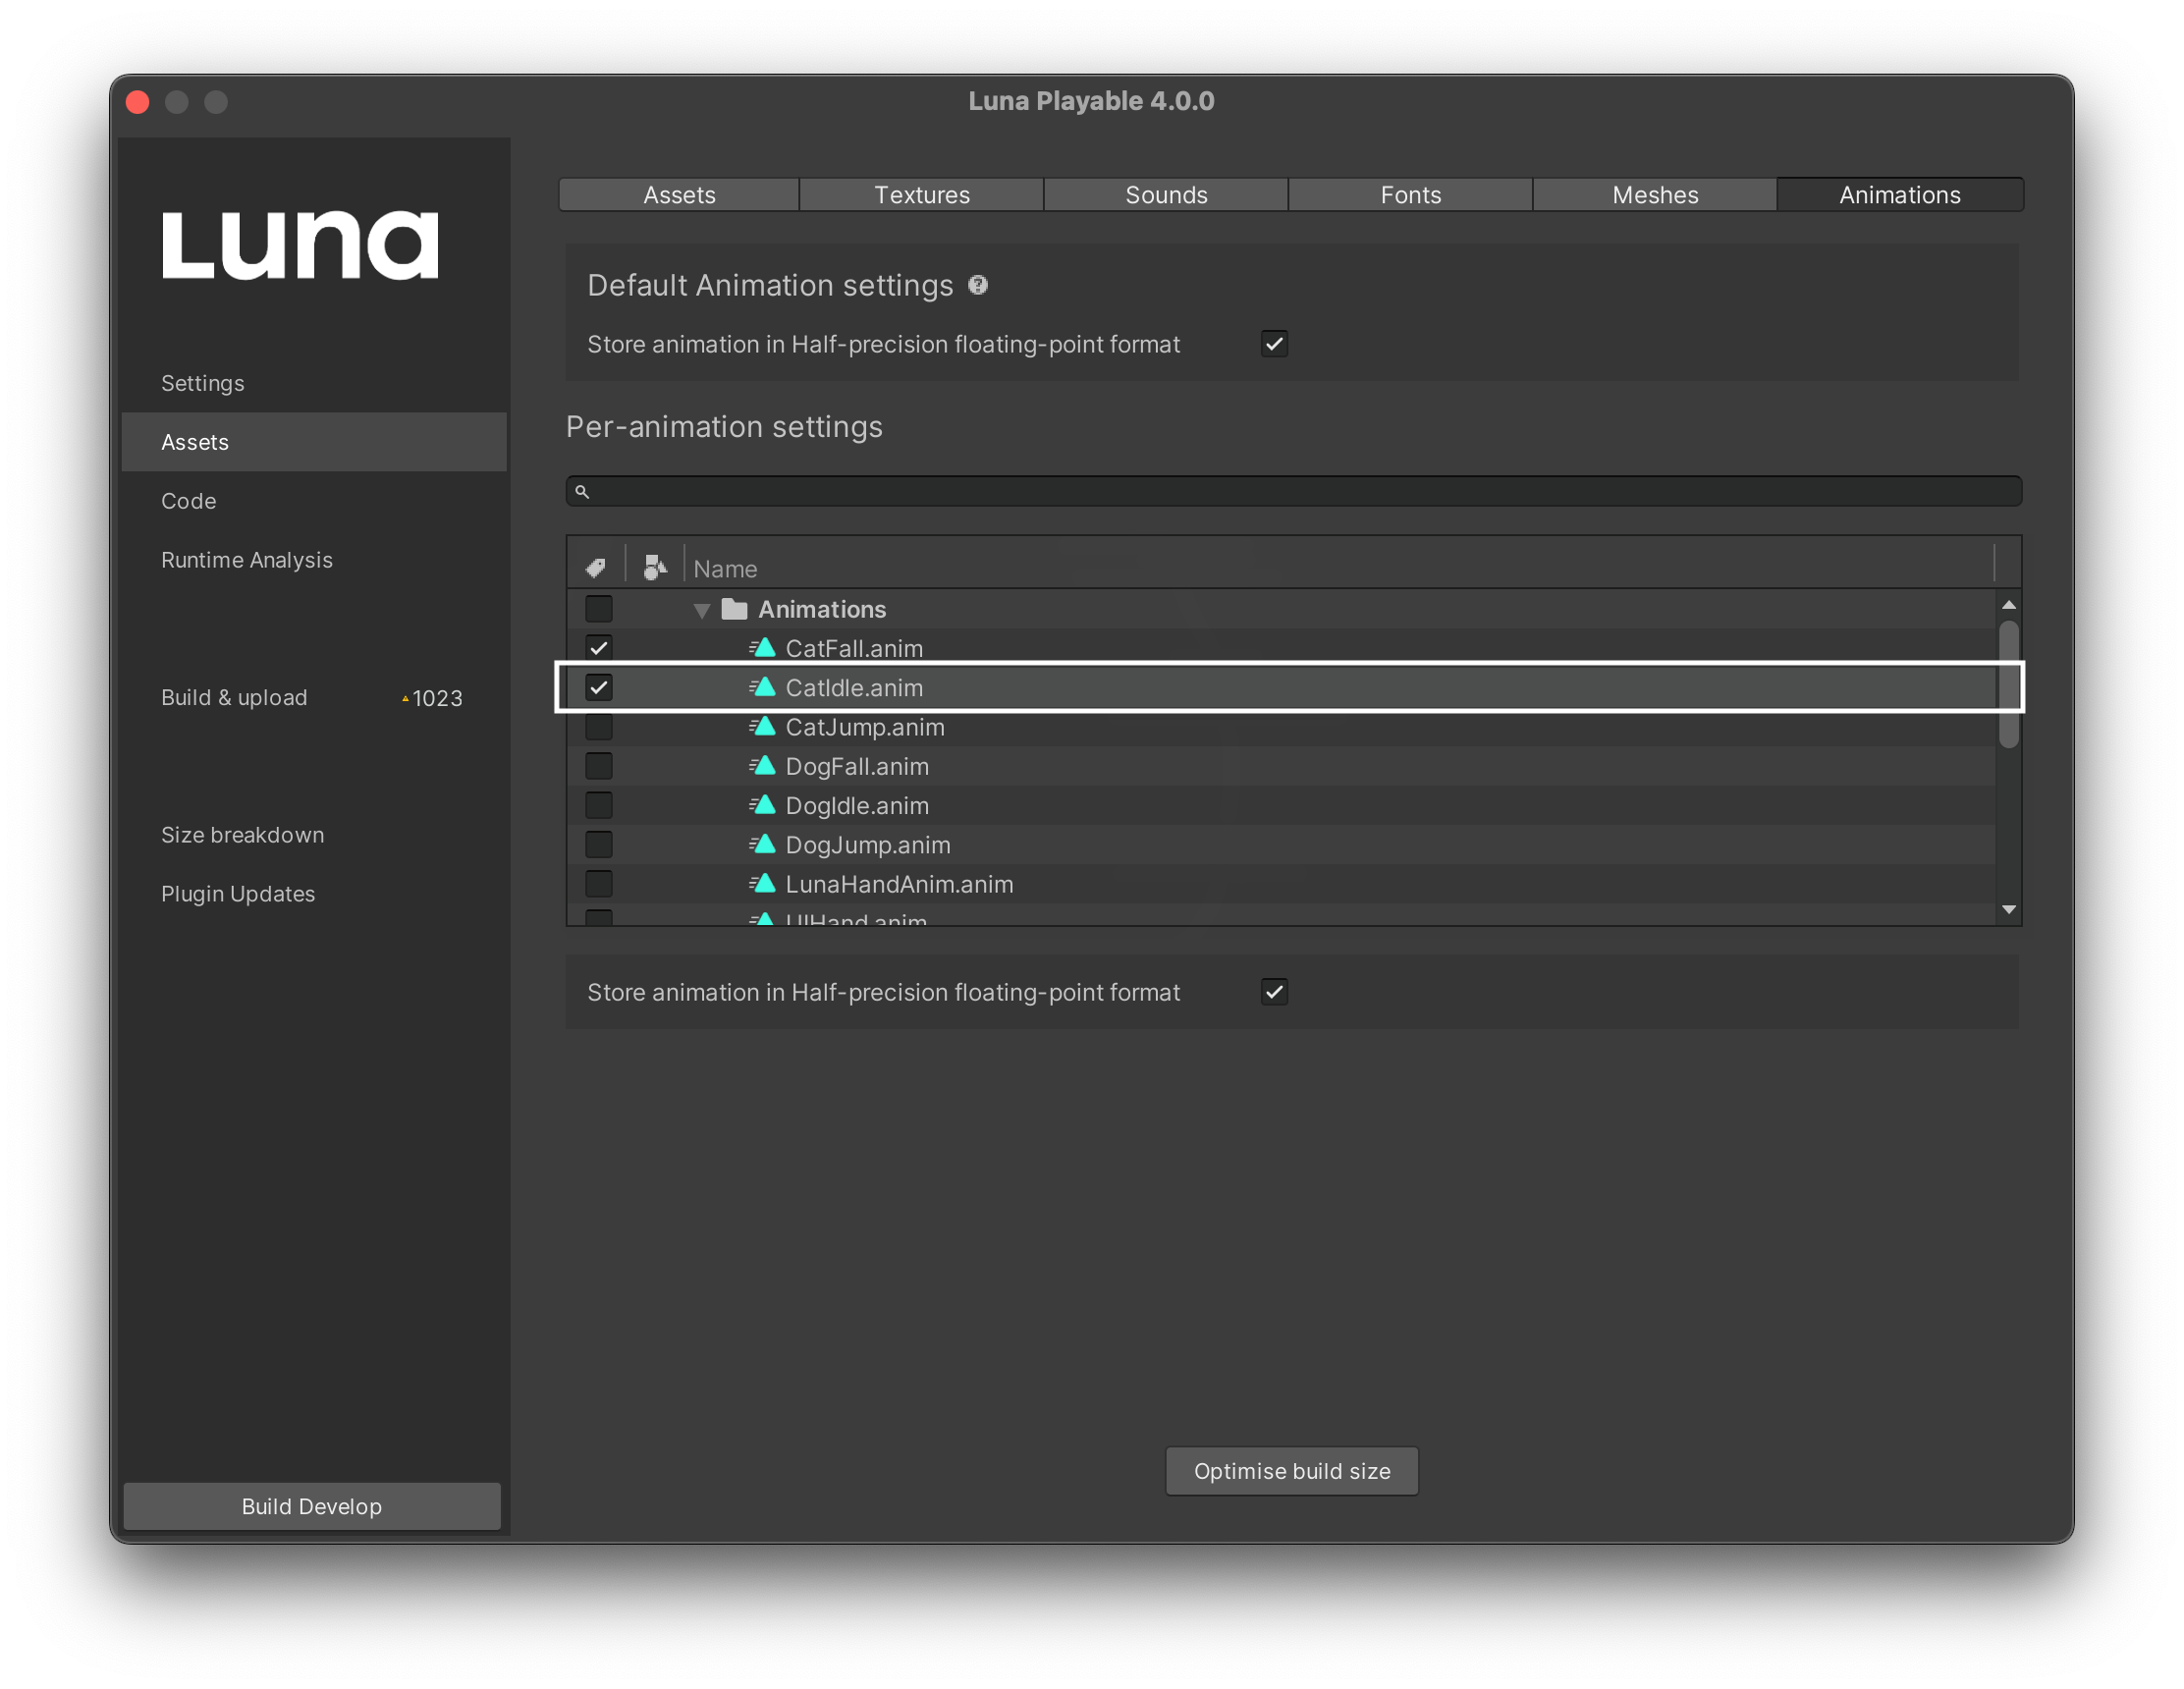 Luna Playable 4.0.0
Luna
Assets
Textures
Sounds
Fonts
Meshes
Animations
Default Animation settings
Store animation in Half-precision floating-point format
Settings
Assets
Code
Runtime Analysis
Build & upload
1023
Size breakdown
Plugin Updates
Per-animation settings
Name
Animations
CatFall.anim
CatIdle.anim
CatJump.anim
DogFall.anim
DogIdle.anim
DogJump.anim
LunaHandAnim.anim
UIHand.anim
Store animation in Half-precision floating-point format
Optimise build size
Build Develop